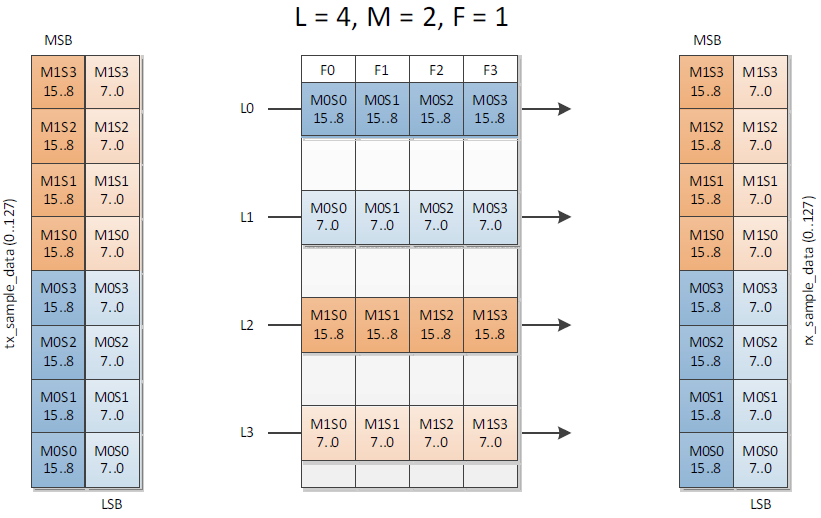 L = 4, M = 2, F = 1
MSB
M1S3 M1S3
15..8 7..0
M1S2 M1S2
15..8 7..0
M1S1 M1S1
15..8 7..0
M1S0 M1S0
15..8 7..0
M0S3 M0S3
15..8 7..0
M0S2 M0S2
15..8 7..0
M0S1 M0S1
15..8 7..0
M0S0 M0S0
15..8 7..0
LSB
tx_sample_data (0..127)
F0 F1 F2 F3
L0
M0S0 M0S1 M0S2 M0S3
15..8 15..8 15..8 15..8
L1
M0S0 M0S1 M0S2 M0S3
7..0 7..0 7..0 7..0
L2
M1S0 M1S1 M1S2 M1S3
15..8 15..8 15..8 15..8
L3
M1S0 M1S1 M1S2 M1S3
7..0 7..0 7..0 7..0
MSB
M1S3 M1S3
15..8 7..0
M1S2 M1S2
15..8 7..0
M1S1 M1S1
15..8 7..0
M1S0 M1S0
15..8 7..0
M0S3 M0S3
15..8 7..0
M0S2 M0S2
15..8 7..0
M0S1 M0S1
15..8 7..0
M0S0 M0S0
15..8 7..0
LSB
rx_sample_data (0..127)